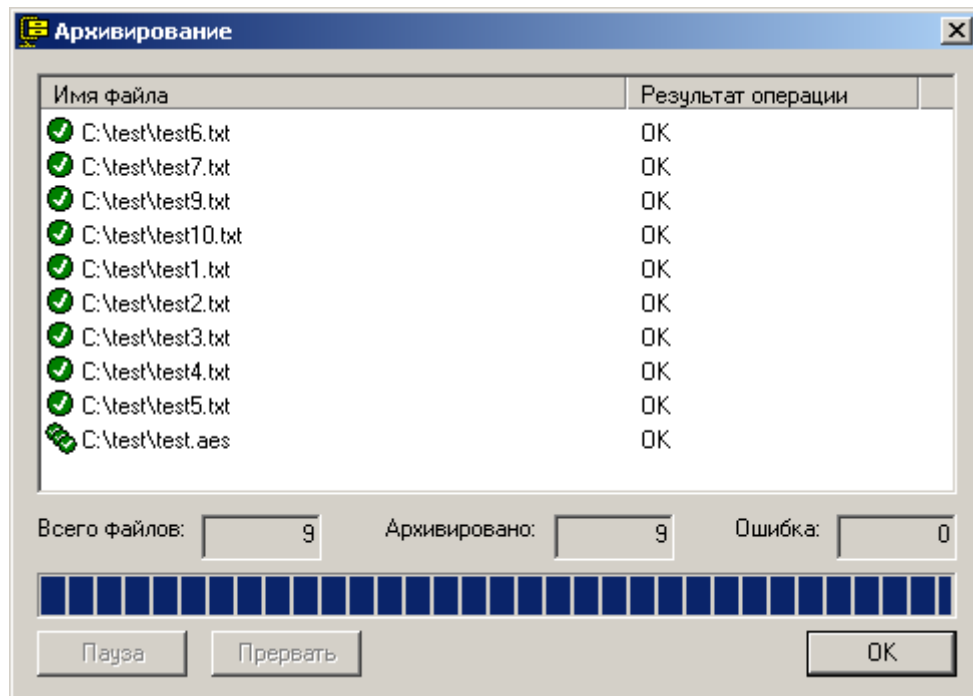 Архивирование
Имя файла Результат операции
C:\test\test6.txt OK
C:\test\test7.txt OK
C:\test\test9.txt OK
C:\test\test10.txt OK
C:\test\test1.txt OK
C:\test\test2.txt OK
C:\test\test3.txt OK
C:\test\test4.txt OK
C:\test\test5.txt OK
C:\test\test.aes OK
Всего файлов: 9 Архивировано: 9 Ошибка: 0
Пауза Прервать OK